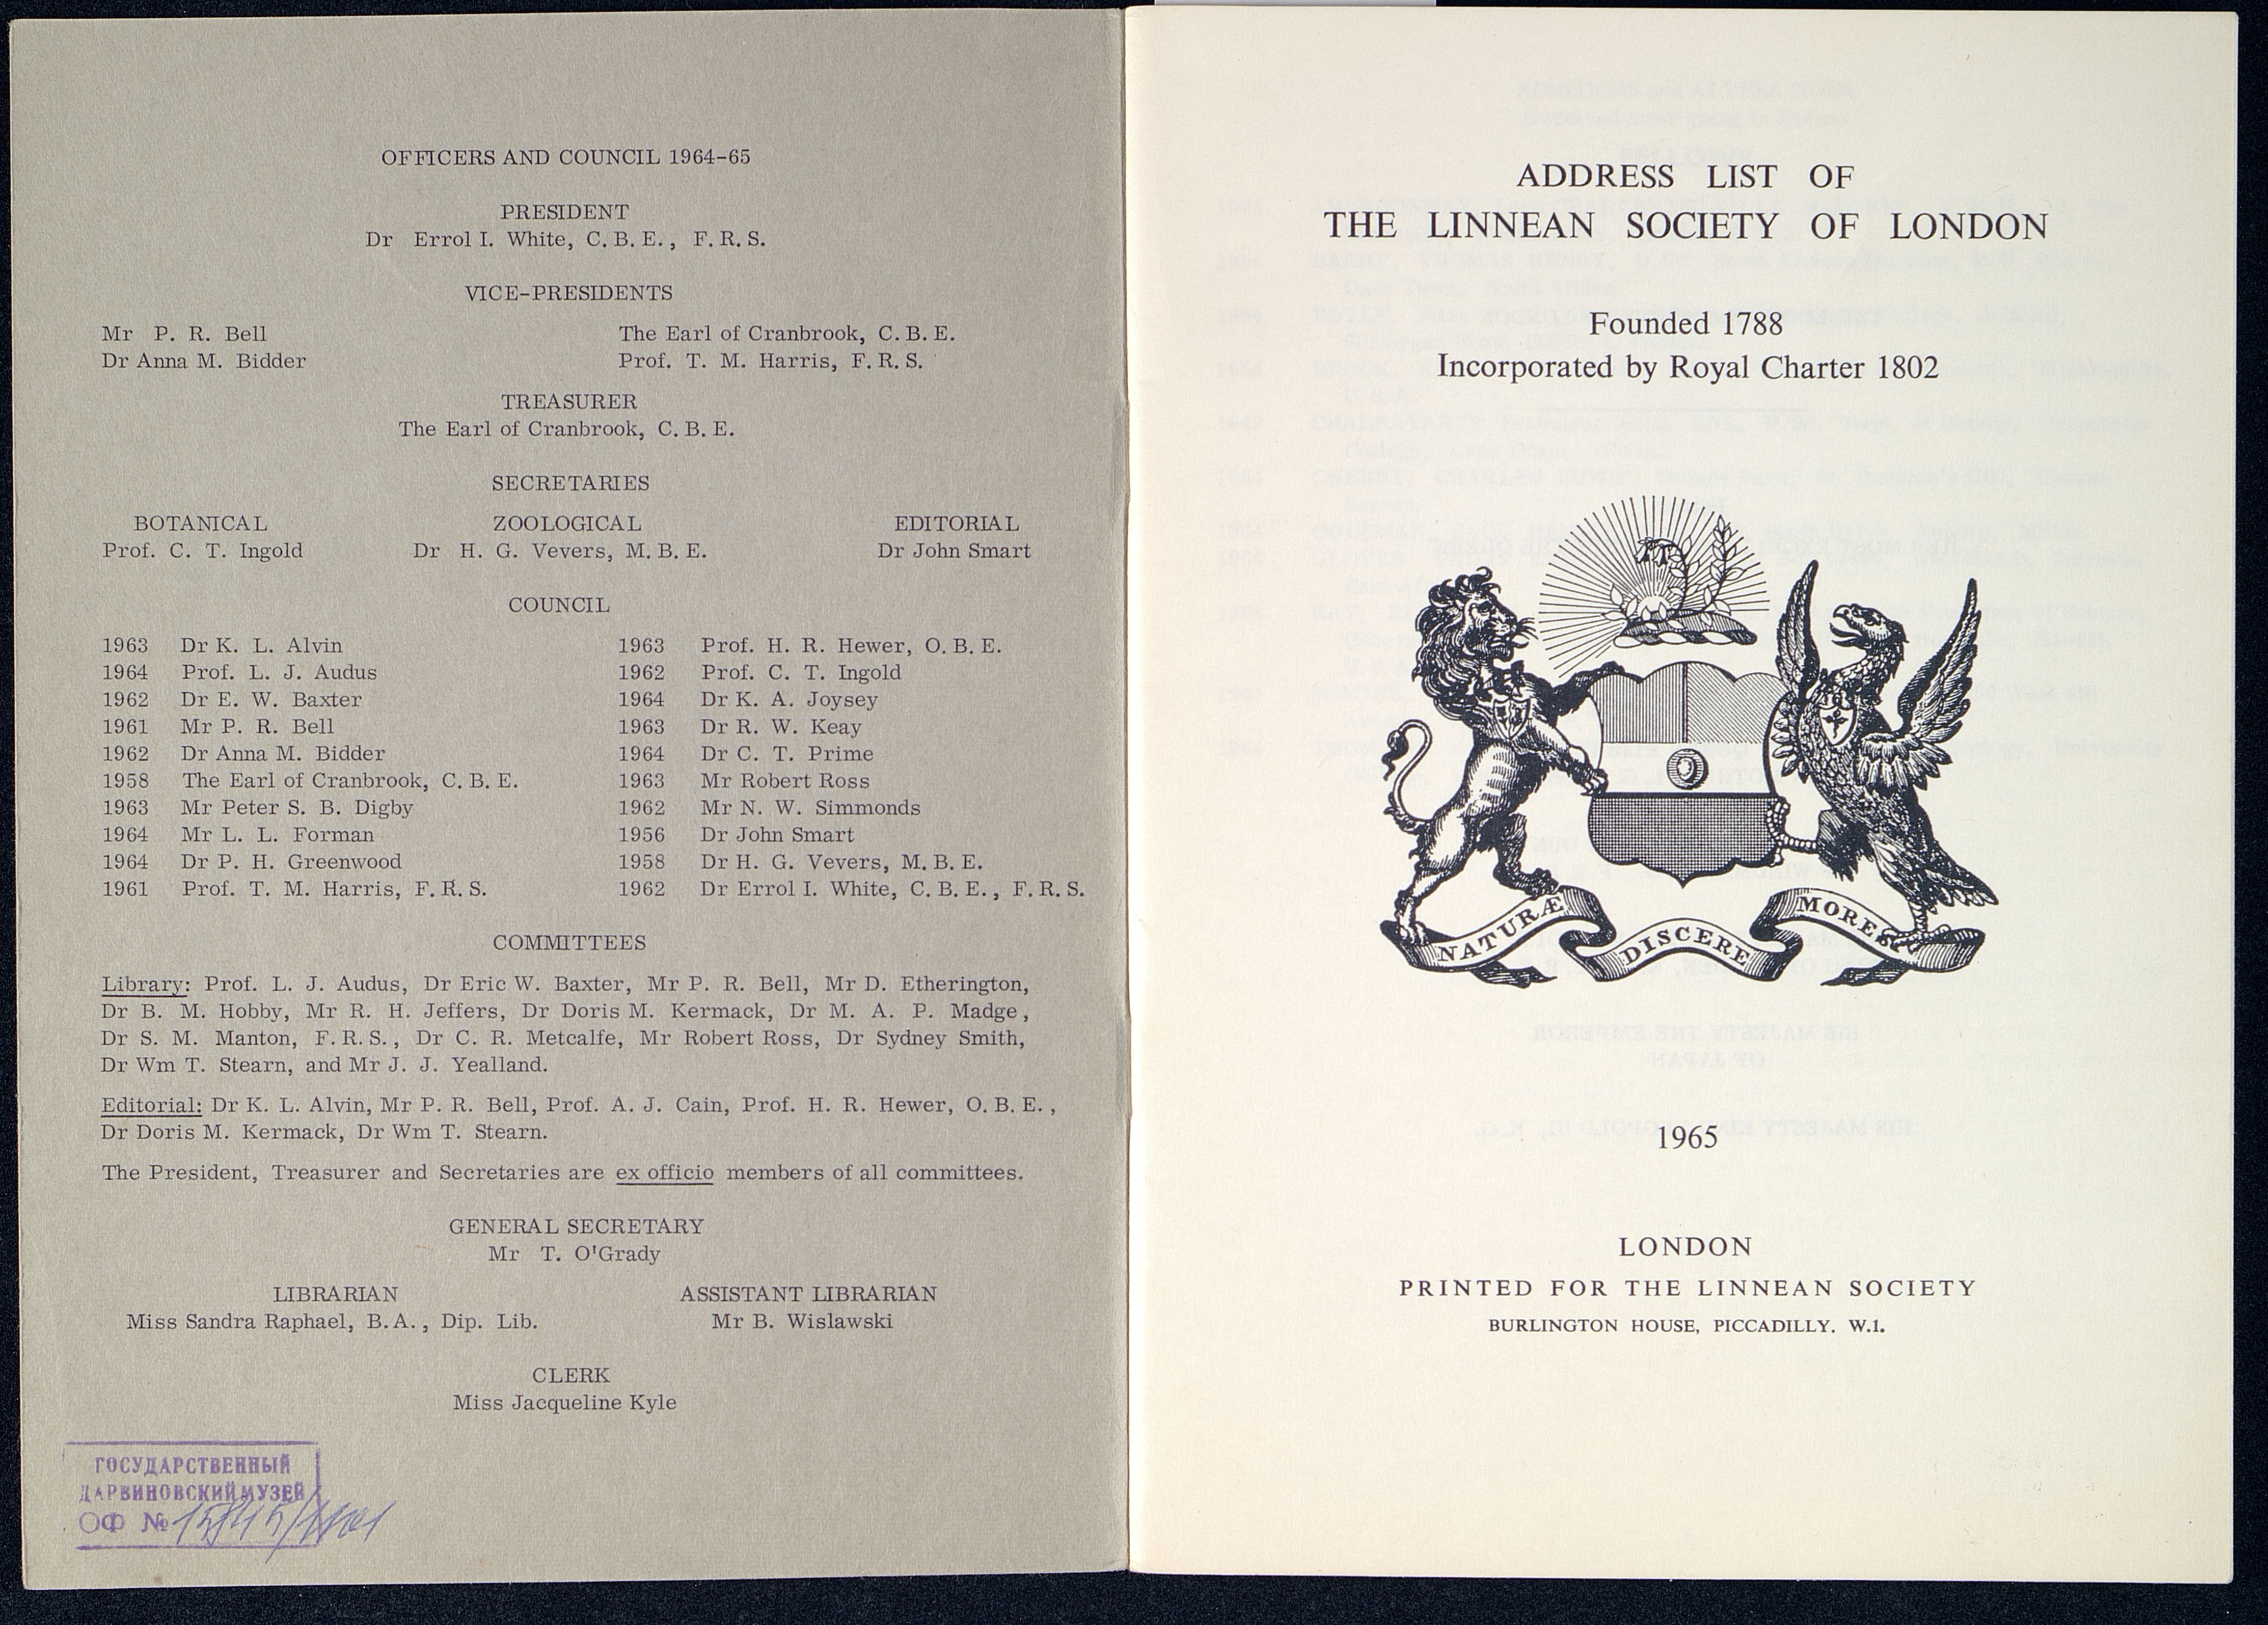 OFFICERS AND COUNCIL 1964-65
PRESIDENT
Dr Errol I. White, C.B.E., F.R.S.
VICE-PRESIDENTS
Mr P. R. Bell The Earl of Cranbrook, C.B.E.
Dr Anna M. Bidder Prof. T. M. Harris, F.R.S.
TREASURER
The Earl of Cranbrook, C.B.E.
SECRETARIES
BOTANICAL ZOOLOGICAL EDITORIAL
Prof. C. T. Ingold Dr H. G. Vevers, M.B.E. Dr John Smart
COUNCIL
1963 Dr K. L. Alvin 1963 Prof. H. R. Hewer, O.B.E.
1964 Prof. L. J. Audus 1962 Prof. C. T. Ingold
1962 Dr E. W. Baxter 1964 Dr K. A. Joysey
1961 Mr P. R. Bell 1963 Dr R. W. Keay
1962 Dr Anna M. Bidder 1964 Dr C. T. Prime
1958 The Earl of Cranbrook, C.B.E. 1963 Mr Robert Ross
1963 Mr Peter S. B. Digby 1962 Mr N. W. Simmonds
1964 Mr L. L. Forman 1956 Dr John Smart
1964 Dr P. H. Greenwood 1958 Dr H. G. Vevers, M.B.E.
1961 Prof. T. M. Harris, F.R.S. 1962 Dr Errol I. White, C.B.E., F.R.S.
COMMITTEES
Library: Prof. L. J. Audus, Dr Eric W. Baxter, Mr P. R. Bell, Mr D. Etherington,
Dr B. M. Hobby, Mr R. H. Jeffers, Dr Doris M. Kermack, Dr M. A. P. Madge,
Dr S. M. Manton, F.R.S., Dr C. R. Metcalfe, Mr Robert Ross, Dr Sydney Smith,
Dr Wm T. Stearn, and Mr J. J. Yealland.
Editorial: Dr K. L. Alvin, Mr P. R. Bell, Prof. A. J. Cain, Prof. H. R. Hewer, O.B.E.,
Dr Doris M. Kermack, Dr Wm T. Stearn.
The President, Treasurer and Secretaries are ex officio members of all committees.
GENERAL SECRETARY
Mr T. O'Grady
LIBRARIAN ASSISTANT LIBRARIAN
Miss Sandra Raphael, B.A., Dip. Lib. Mr B. Wislawski
CLERK
Miss Jacqueline Kyle
ГОСУДАРСТВЕННЫЙ
ДАРВИНОВСКИЙ МУЗЕЙ
ОФ №
ADDRESS LIST OF
THE LINNEAN SOCIETY OF LONDON
Founded 1788
Incorporated by Royal Charter 1802
NATURÆ DISCERE MORES
1965
LONDON
PRINTED FOR THE LINNEAN SOCIETY
BURLINGTON HOUSE, PICCADILLY. W.1.